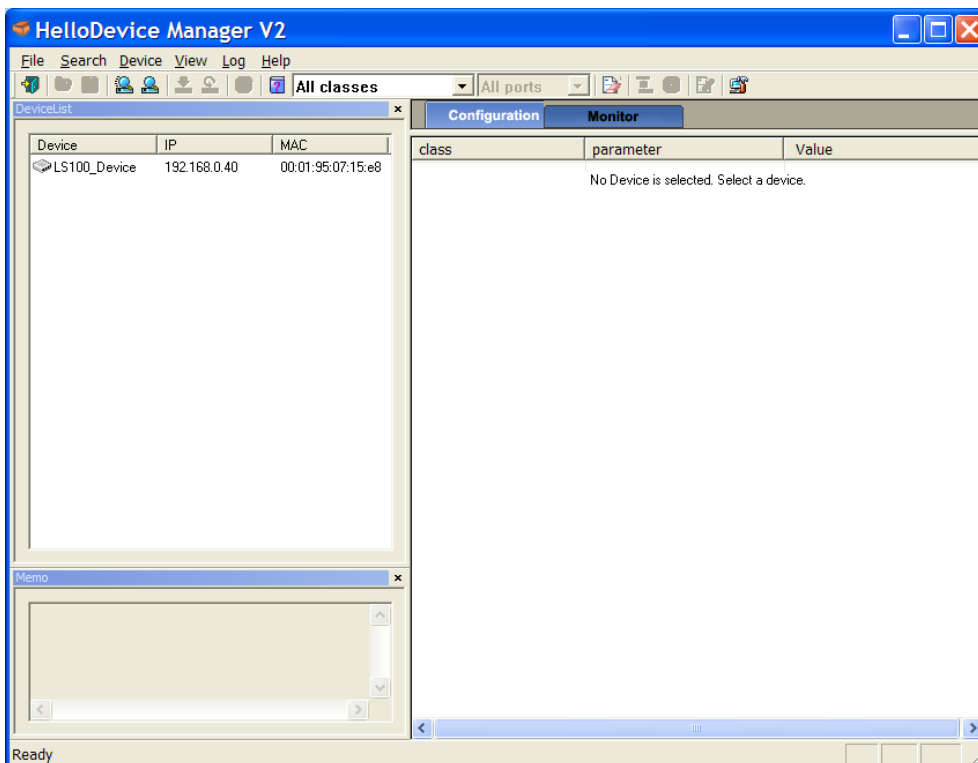 HelloDevice Manager V2
File Search Device View Log Help
All classes All ports
DeviceList
Configuration Monitor
Device IP MAC
class parameter Value
LS100_Device 192.168.0.40 00:01:95:07:15:e8
No Device is selected. Select a device.
Memo
Ready